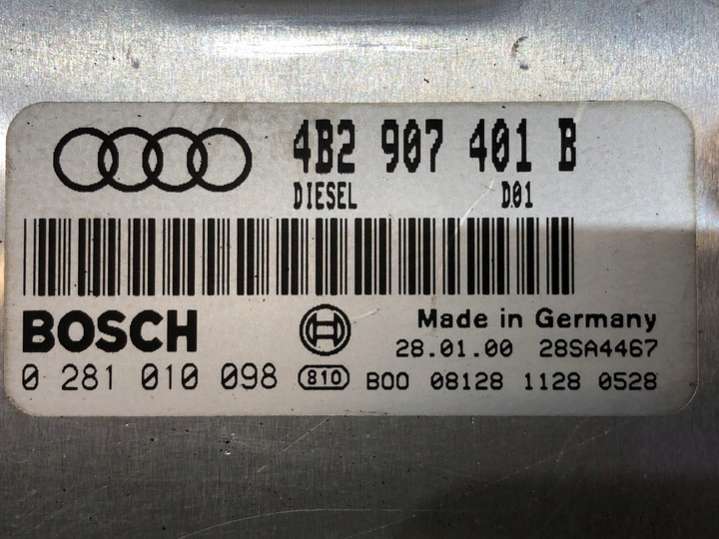 4B2 907 401 B
DIESEL D01
BOSCH
Made in Germany
28.01.00 28SA4467
0 281 010 098 810 B00 08128 1128 0528